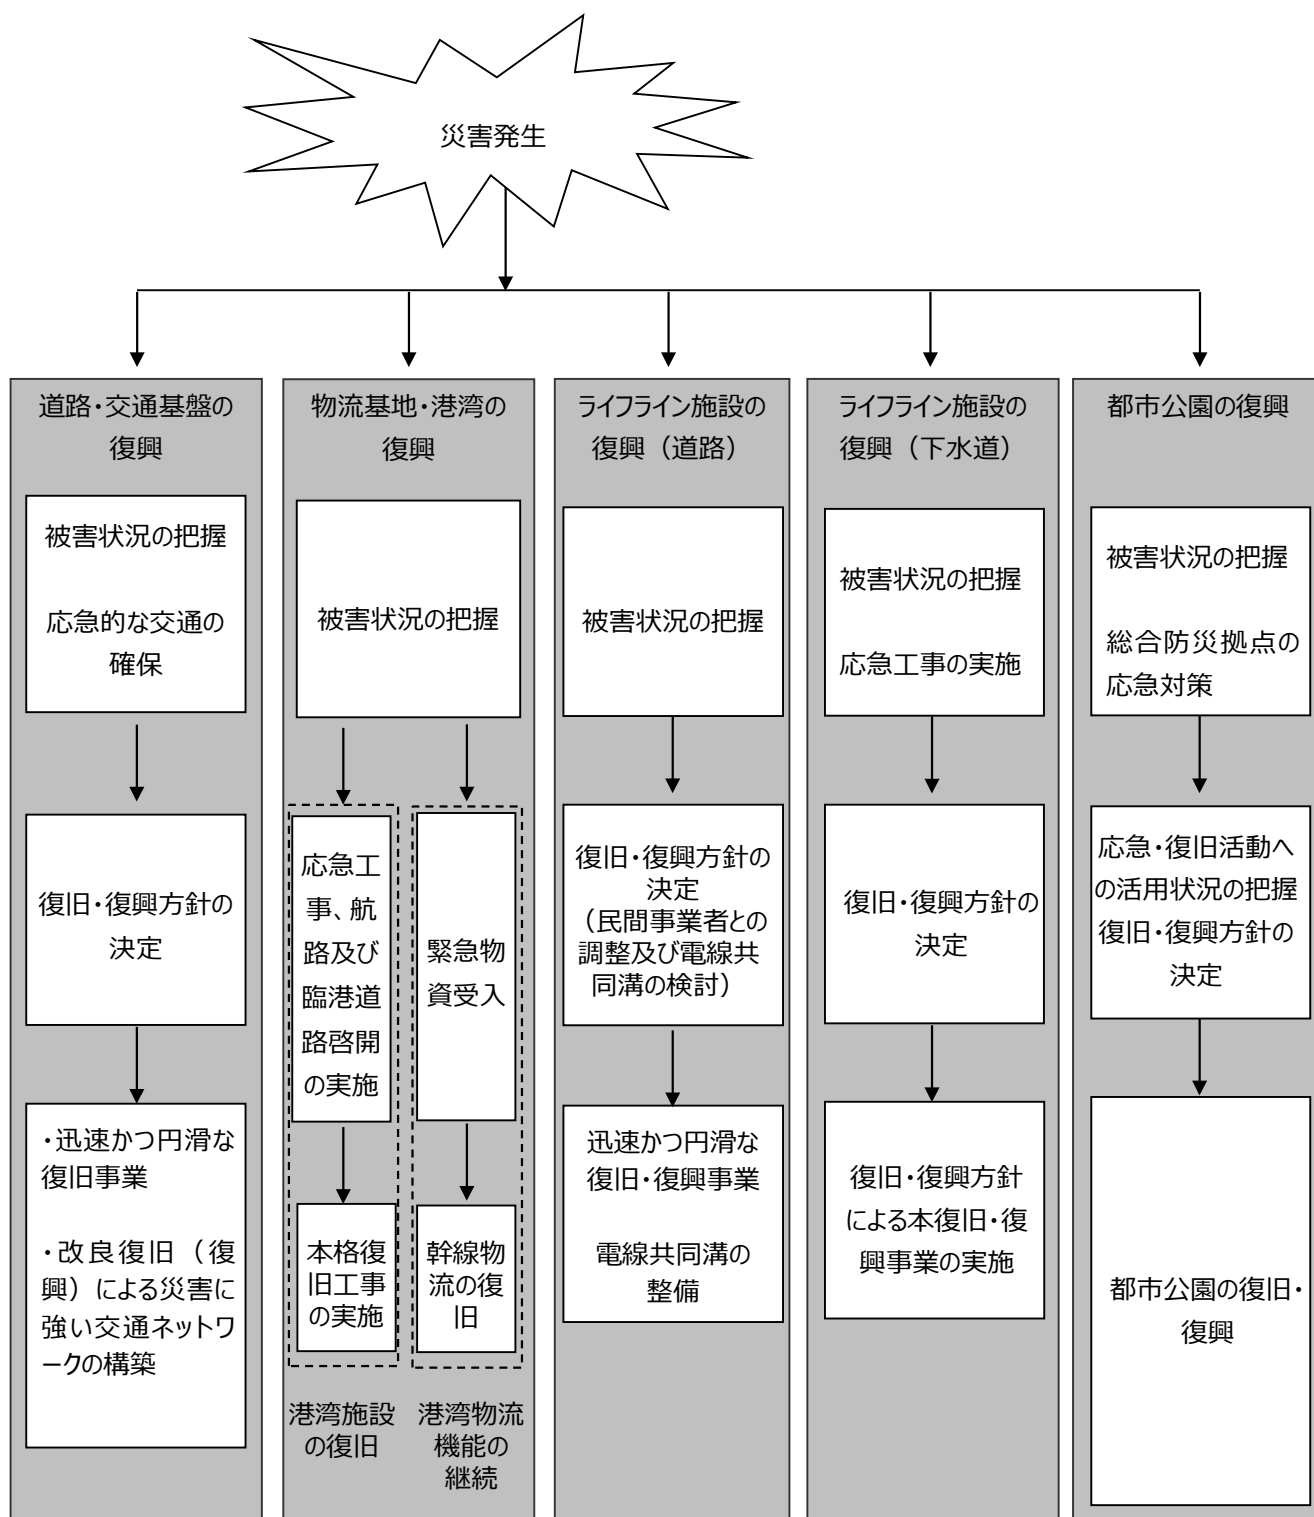 災害発生
道路・交通基盤の
復興
被害状況の把握
応急的な交通の
確保
復旧・復興方針の
決定
・迅速かつ円滑な
復旧事業
・改良復旧（復
興）による災害に
強い交通ネットワ
ークの構築
物流基地・港湾の
復興
被害状況の把握
応急工
事、航
路及び
臨港道
路啓開
の実施
本格復
旧工事
の実施
港湾施設
の復旧
緊急物
資受入
幹線物
流の復
旧
港湾物流
機能の
継続
ライフライン施設の
復興（道路）
被害状況の把握
復旧・復興方針の
決定
（民間事業者との
調整及び電線共
同溝の検討）
迅速かつ円滑な
復旧・復興事業
電線共同溝の
整備
ライフライン施設の
復興（下水道）
被害状況の把握
応急工事の実施
復旧・復興方針の
決定
復旧・復興方針
による本復旧・復
興事業の実施
都市公園の復興
被害状況の把握
総合防災拠点の
応急対策
応急・復旧活動へ
の活用状況の把握
復旧・復興方針の
決定
都市公園の復旧・
復興